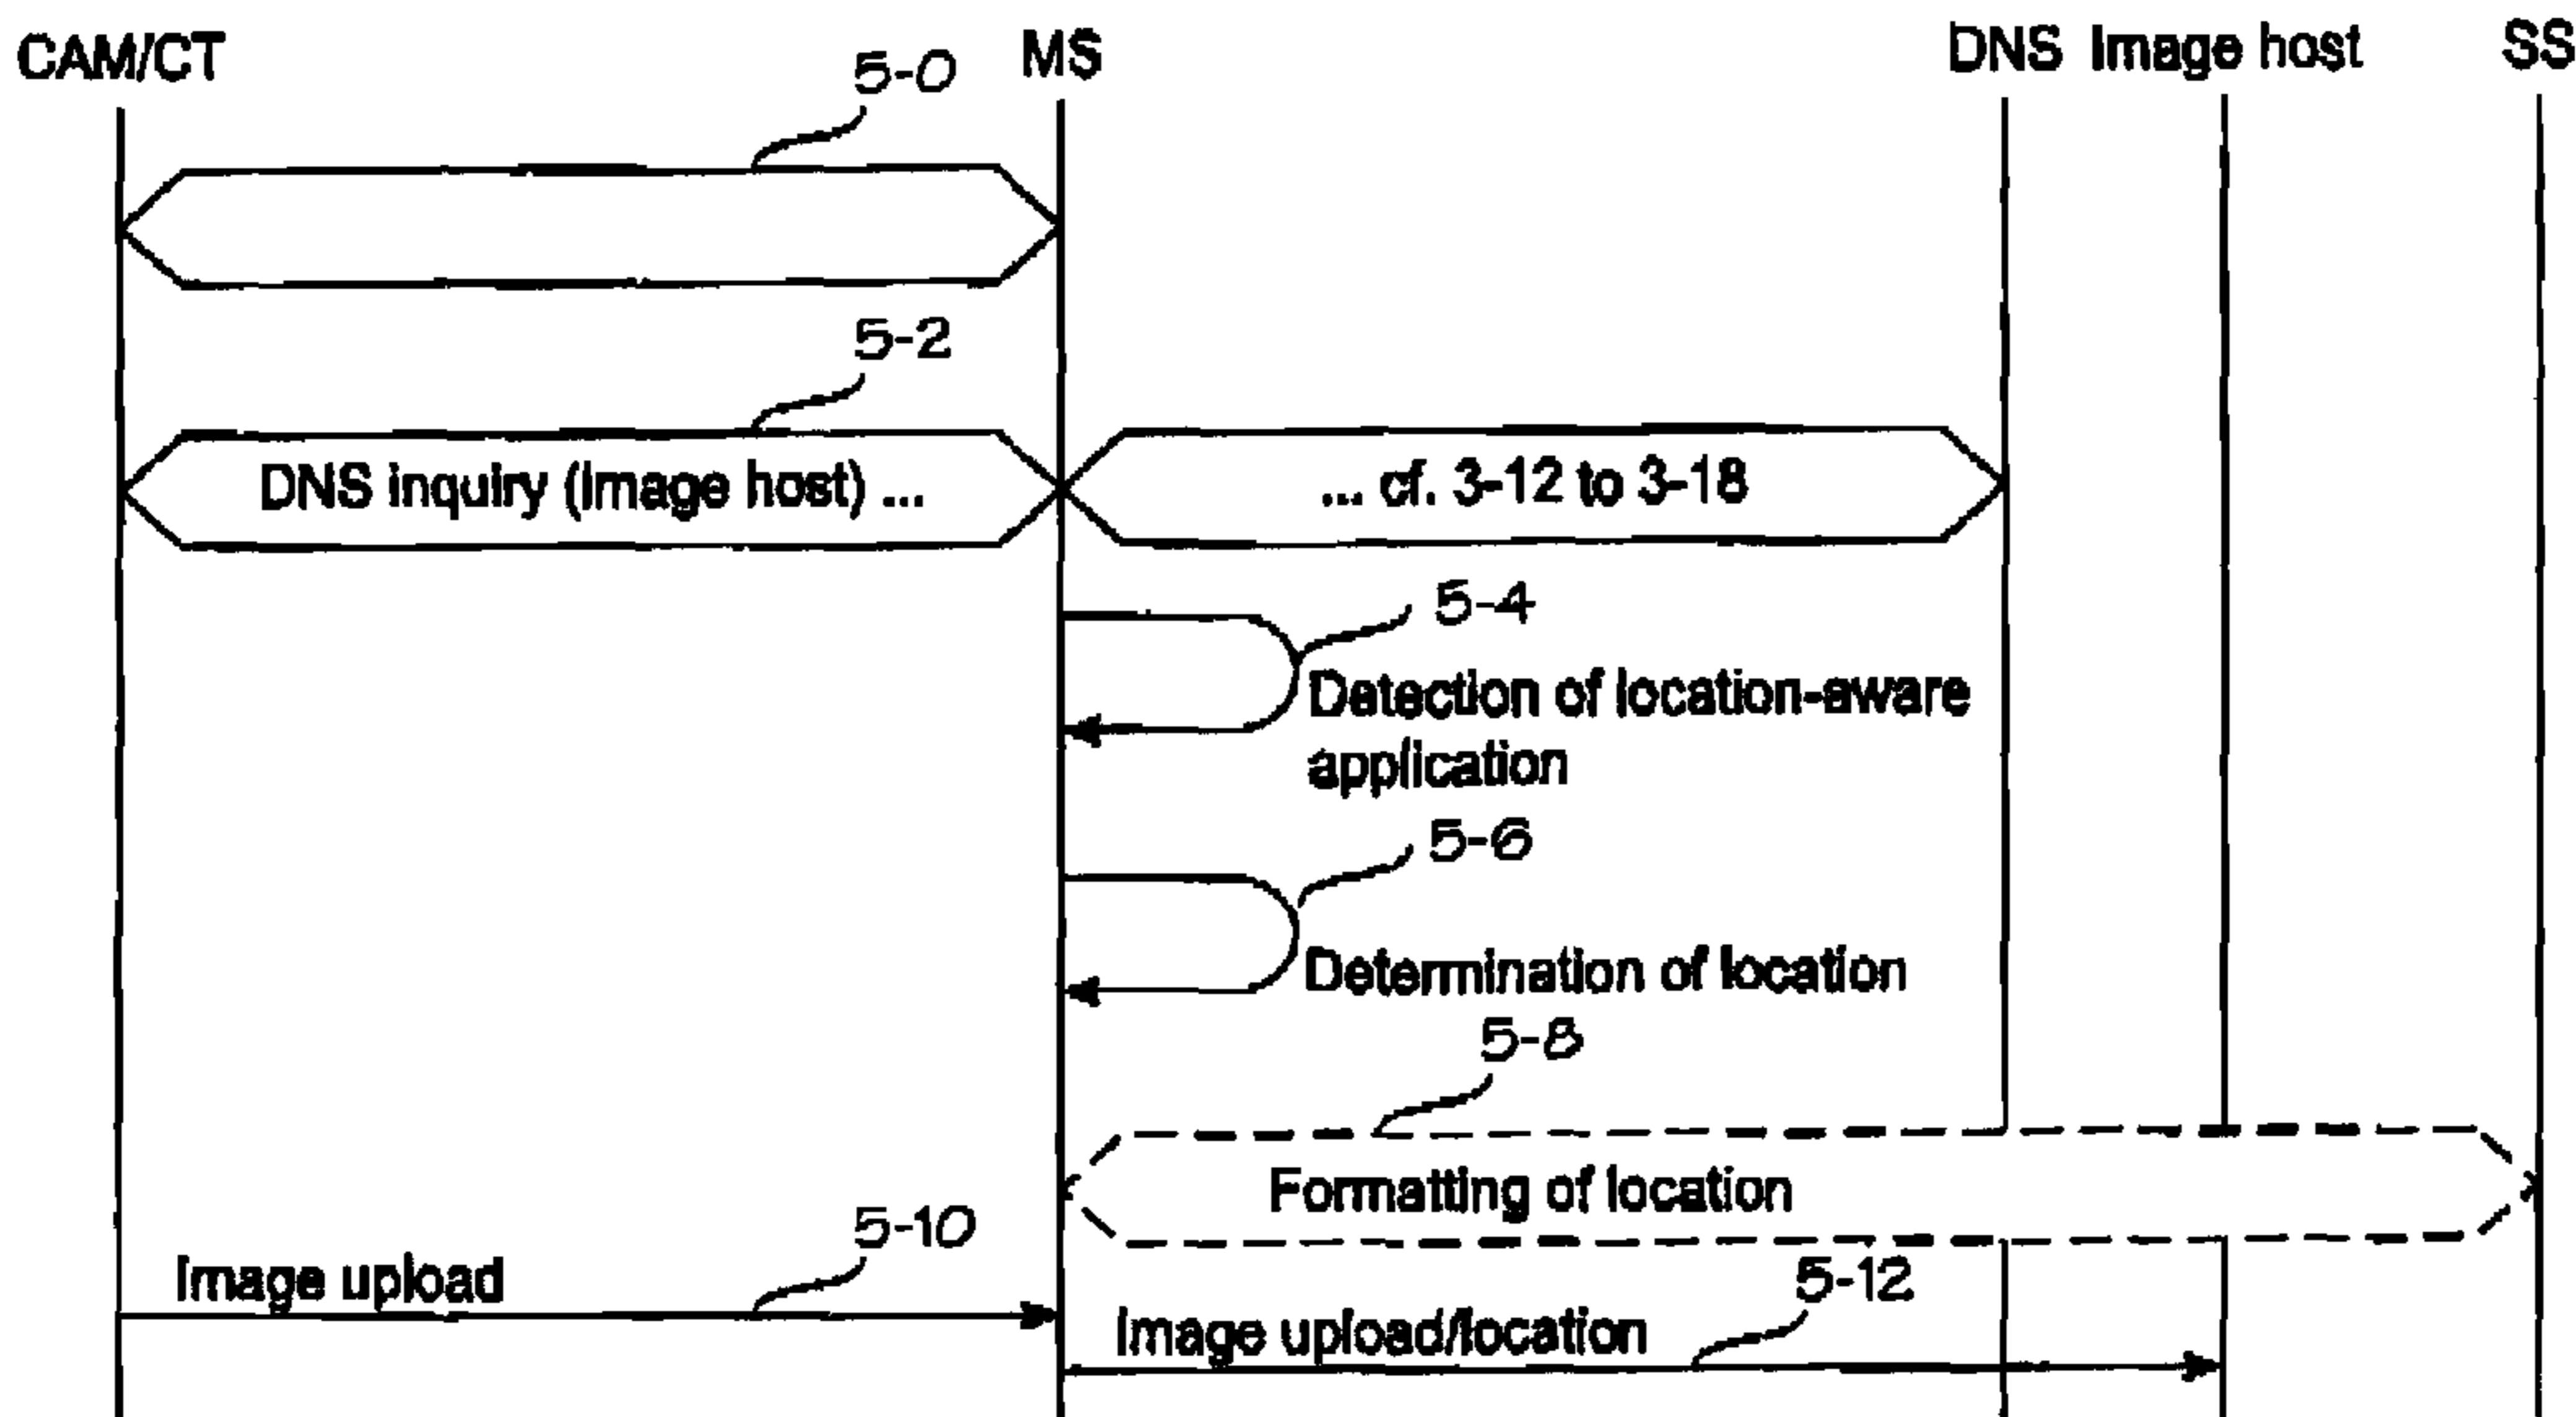 CAM/CT MS DNS Image host SS
5-0
5-2
DNS inquiry (Image host) ... ... cf. 3-12 to 3-18
5-4
Detection of location-aware
application
5-6
Determination of location
5-8
Formatting of location
5-10
Image upload
5-12
Image upload/location